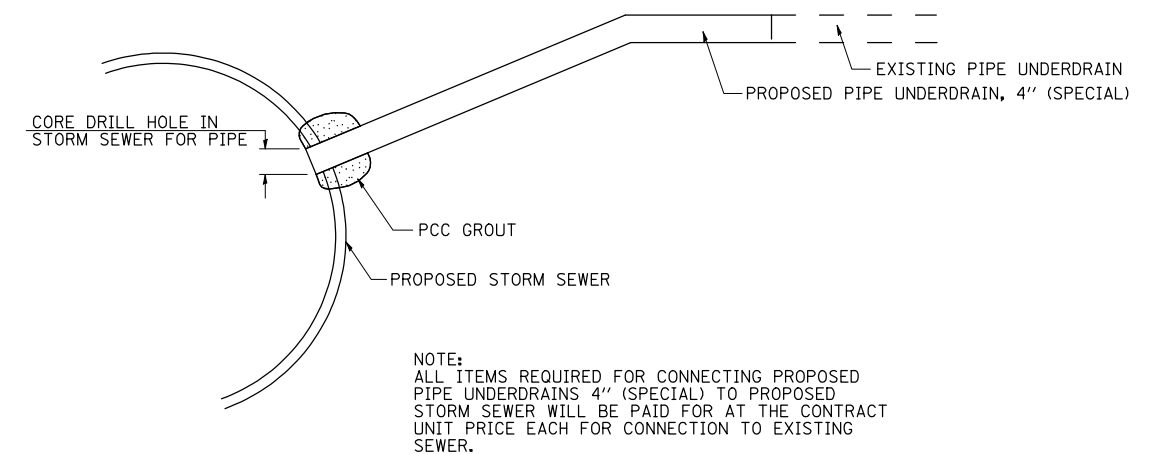 EXISTING PIPE UNDERDRAIN
PROPOSED PIPE UNDERDRAIN, 4" (SPECIAL)
CORE DRILL HOLE IN
STORM SEWER FOR PIPE
PCC GROUT
PROPOSED STORM SEWER
NOTE:
ALL ITEMS REQUIRED FOR CONNECTING PROPOSED
PIPE UNDERDRAINS 4" (SPECIAL) TO PROPOSED
STORM SEWER WILL BE PAID FOR AT THE CONTRACT
UNIT PRICE EACH FOR CONNECTION TO EXISTING
SEWER.